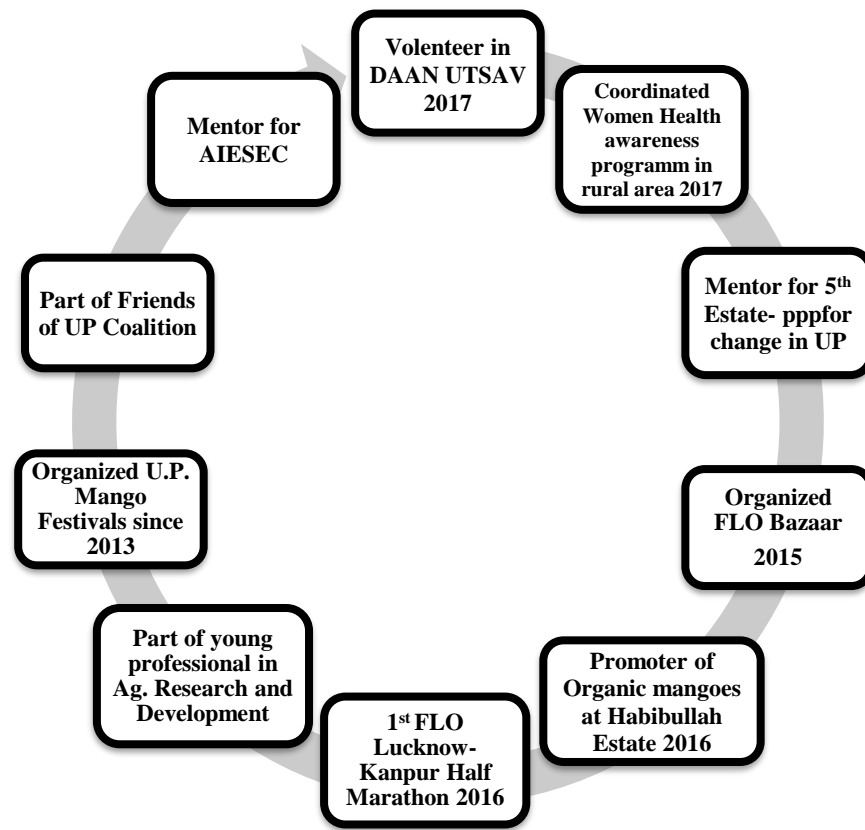 Volenteer in
DAAN UTSAV
2017
Coordinated
Women Health
awareness
programm in
rural area 2017
Mentor for 5th
Estate- pppfor
change in UP
Organized
FLO Bazaar
2015
Promoter of
Organic mangoes
at Habibullah
Estate 2016
1st FLO
Lucknow-
Kanpur Half
Marathon 2016
Part of young
professional in
Ag. Research and
Development
Organized U.P.
Mango
Festivals since
2013
Part of Friends
of UP Coalition
Mentor for
AIESEC